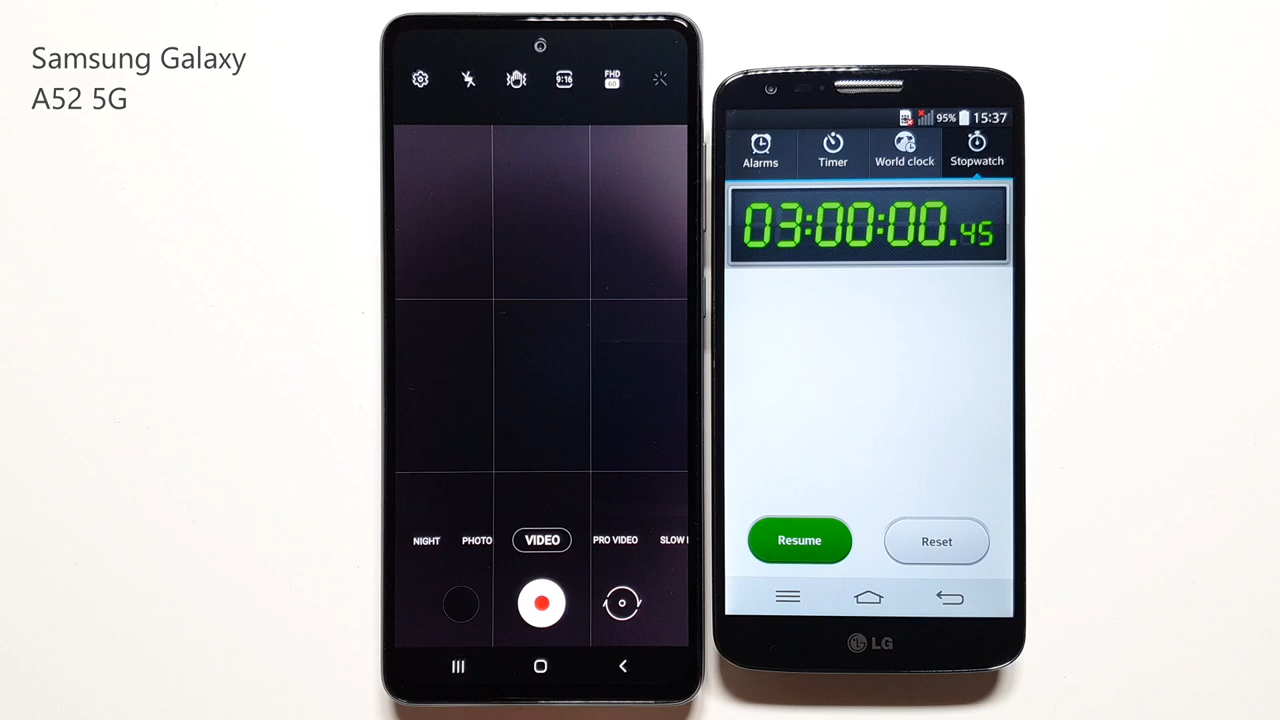 Samsung Galaxy
A52 5G
9:16
FHD
60
NIGHT PHOTO VIDEO PRO VIDEO SLOW
95% 15:37
Alarms Timer World clock Stopwatch
03:00:00.45
Resume Reset
LG